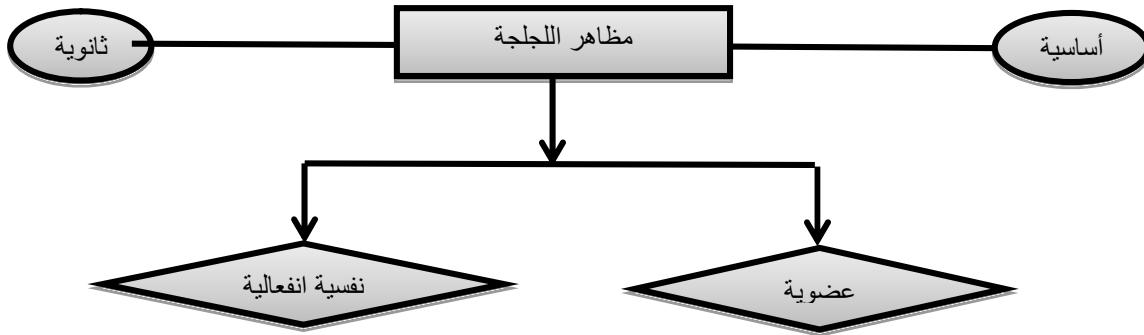 مظاهر اللجلجة
أساسية
ثانوية
عضوية
نفسية انفعالية